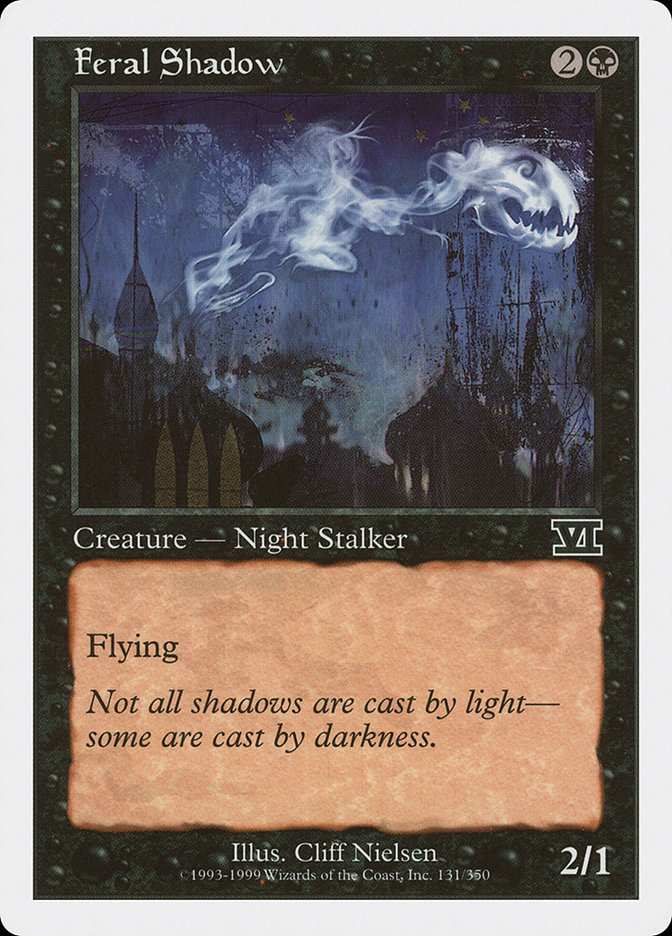 Feral Shadow
2
VI
Creature — Night Stalker
Flying
Not all shadows are cast by light—
some are cast by darkness.
Illus. Cliff Nielsen
©1993-1999 Wizards of the Coast, Inc. 131/350
2/1